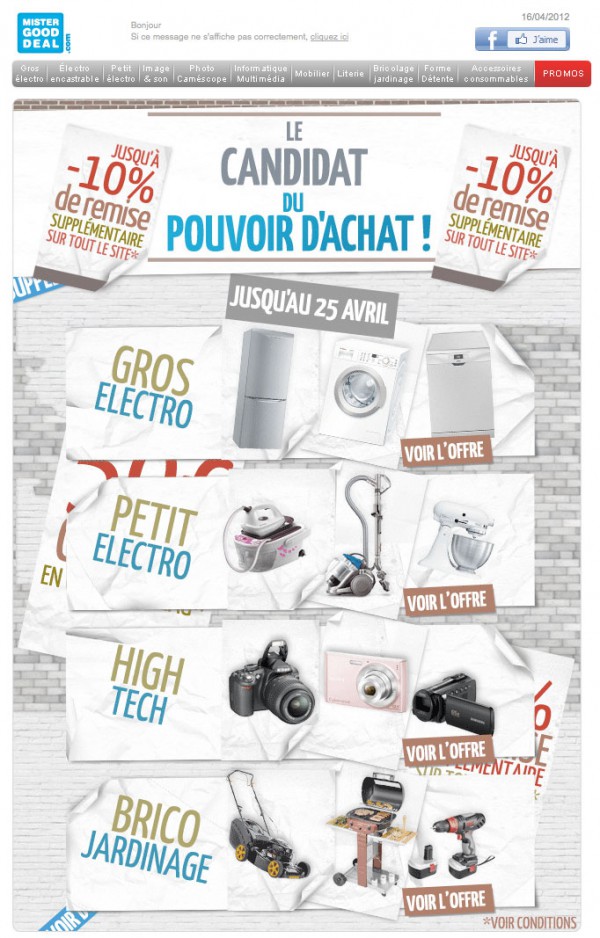 MISTER
GOOD
DEAL.com
Bonjour
Si ce message ne s'affiche pas correctement, cliquez ici
16/04/2012
f J'aime
Gros électro
Électro encastrable
Petit électro
Image & son
Photo Caméscope
Informatique Multimédia
Mobilier
Literie
Bricolage jardinage
Forme Détente
Accessoires consommables
PROMOS
JUSQU'À
-10%
de remise
SUPPLÉMENTAIRE
SUR TOUT LE SITE*
LE
CANDIDAT
DU
POUVOIR D'ACHAT !
JUSQU'À
-10%
de remise
SUPPLÉMENTAIRE
SUR TOUT LE SITE*
JUSQU'AU 25 AVRIL
GROS
ELECTRO
VOIR L'OFFRE
PETIT
ELECTRO
EN
VOIR L'OFFRE
HIGH
TECH
VOIR L'OFFRE
%
MISE
SUR TO
BRICO
JARDINAGE
VOIR L'OFFRE
*VOIR CONDITIONS